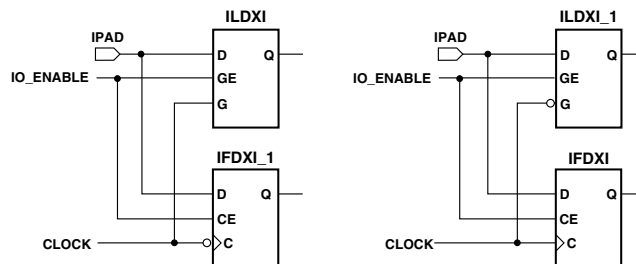 ILDXI
IPAD
D
Q
IO_ENABLE
GE
G
IFDXI_1
D
Q
CE
CLOCK
C
ILDXI_1
IPAD
D
Q
IO_ENABLE
GE
G
IFDXI
D
Q
CE
CLOCK
C